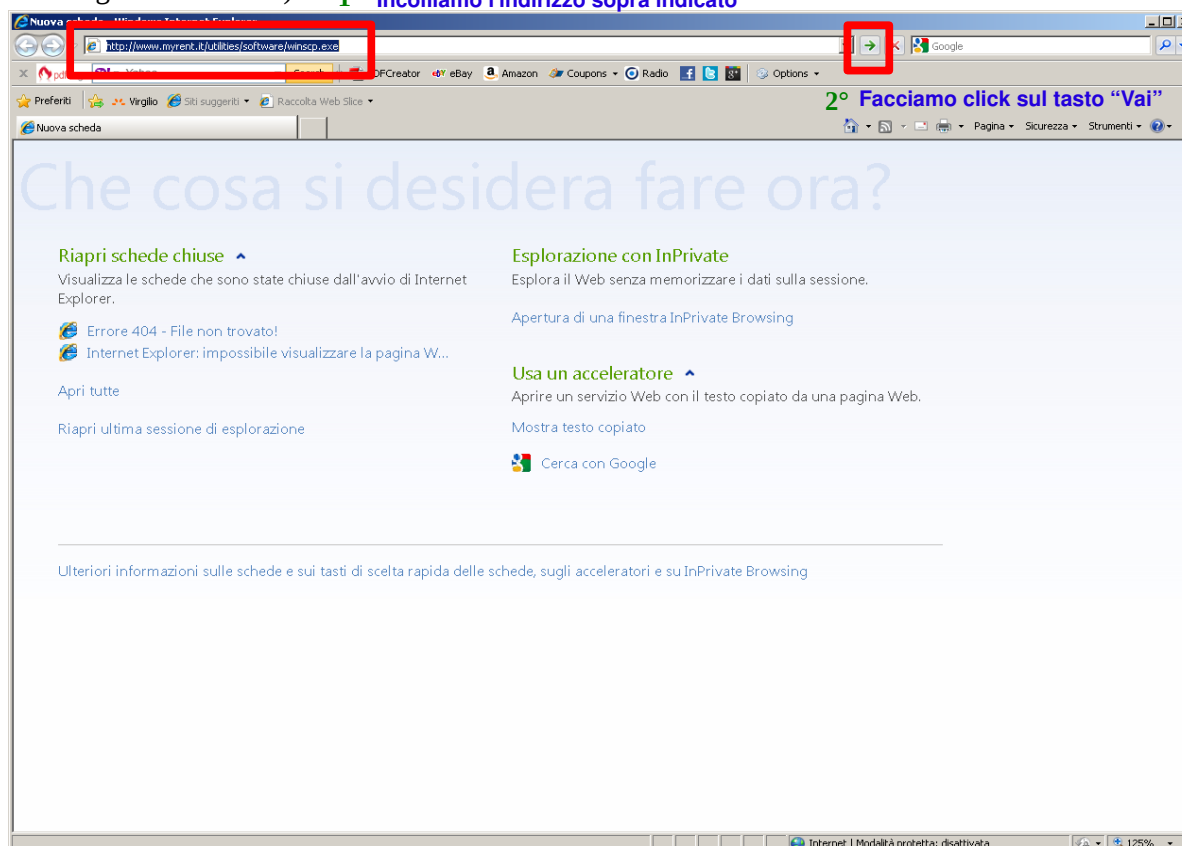 1° Incolliamo l'indirizzo sopra indicato
Nuova scheda - Windows Internet Explorer
http://www.myrent.it/utilities/software/winscp.exe
Google
Search
eBay
Amazon
Coupons
Radio
Options
Preferiti
Virgilio
Siti suggeriti
Raccolta Web Slice
2° Facciamo click sul tasto “Vai”
Nuova scheda
Pagina
Sicurezza
Strumenti
Che cosa si desidera fare ora?
Riapri schede chiuse
Visualizza le schede che sono state chiuse dall'avvio di Internet
Explorer.
Errore 404 - File non trovato!
Internet Explorer: impossibile visualizzare la pagina W...
Apri tutte
Riapri ultima sessione di esplorazione
Esplorazione con InPrivate
Esplora il Web senza memorizzare i dati sulla sessione.
Apertura di una finestra InPrivate Browsing
Usa un acceleratore
Aprire un servizio Web con il testo copiato da una pagina Web.
Mostra testo copiato
Cerca con Google
Ulteriori informazioni sulle schede e sui tasti di scelta rapida delle schede, sugli acceleratori e su InPrivate Browsing
Internet | Modalità protetta: disattivata
125%